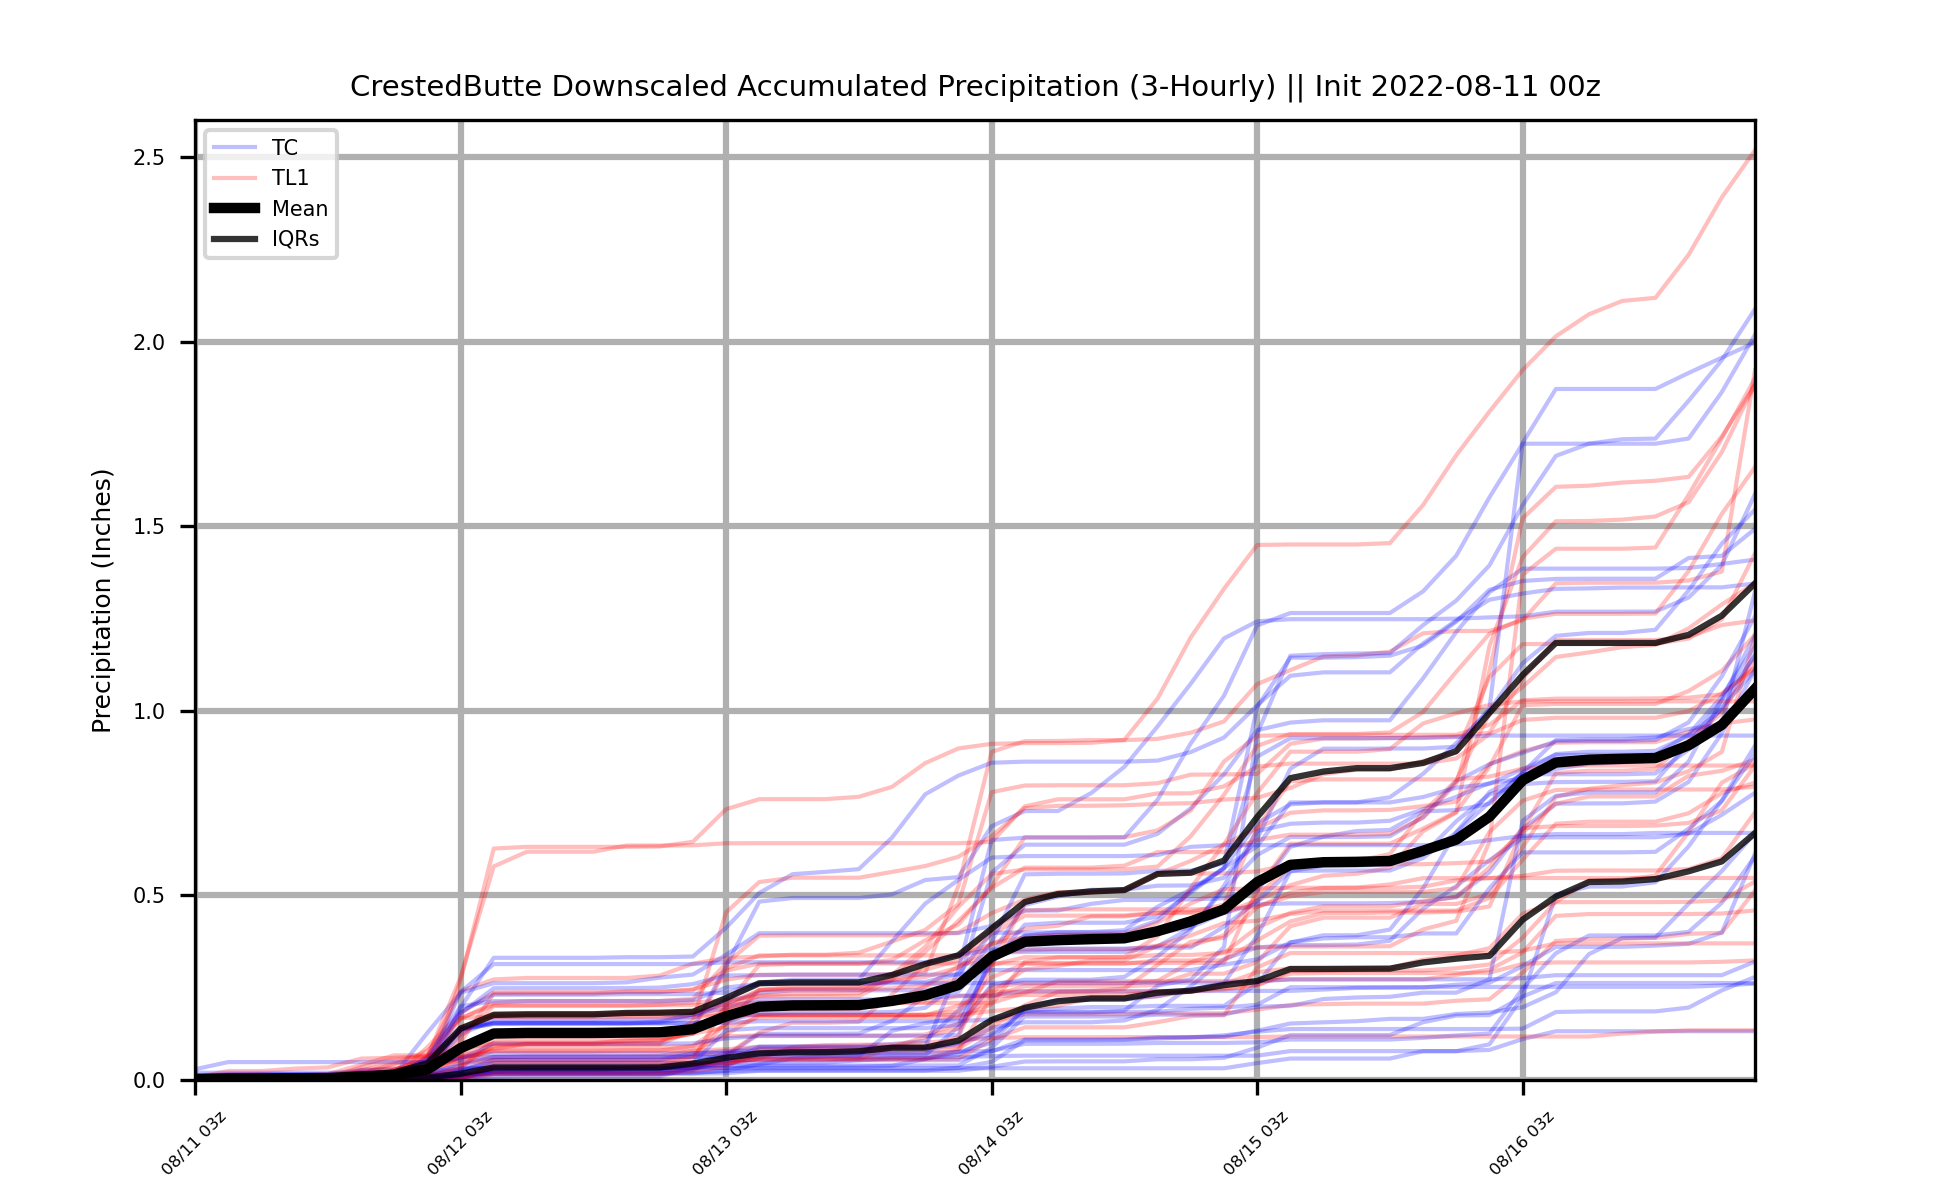 CrestedButte Downscaled Accumulated Precipitation (3-Hourly) || Init 2022-08-11 00z
TC
TL1
Mean
IQRs
Precipitation (Inches)
2.5
2.0
1.5
1.0
0.5
0.0
08/11 03z
08/12 03z
08/13 03z
08/14 03z
08/15 03z
08/16 03z